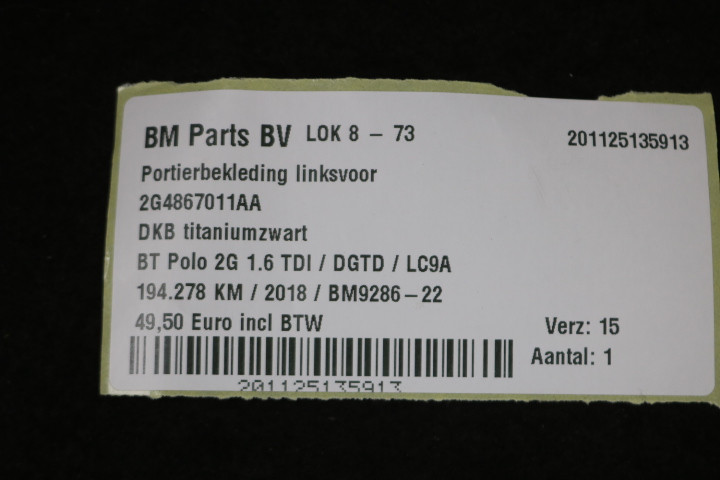 BM Parts BV LOK 8 - 73 201125135913
Portierbekleding linksvoor
2G4867011AA
DKB titaniumzwart
BT Polo 2G 1.6 TDI / DGTD / LC9A
194.278 KM / 2018 / BM9286-22
49,50 Euro incl BTW Verz: 15
Aantal: 1
201125135913